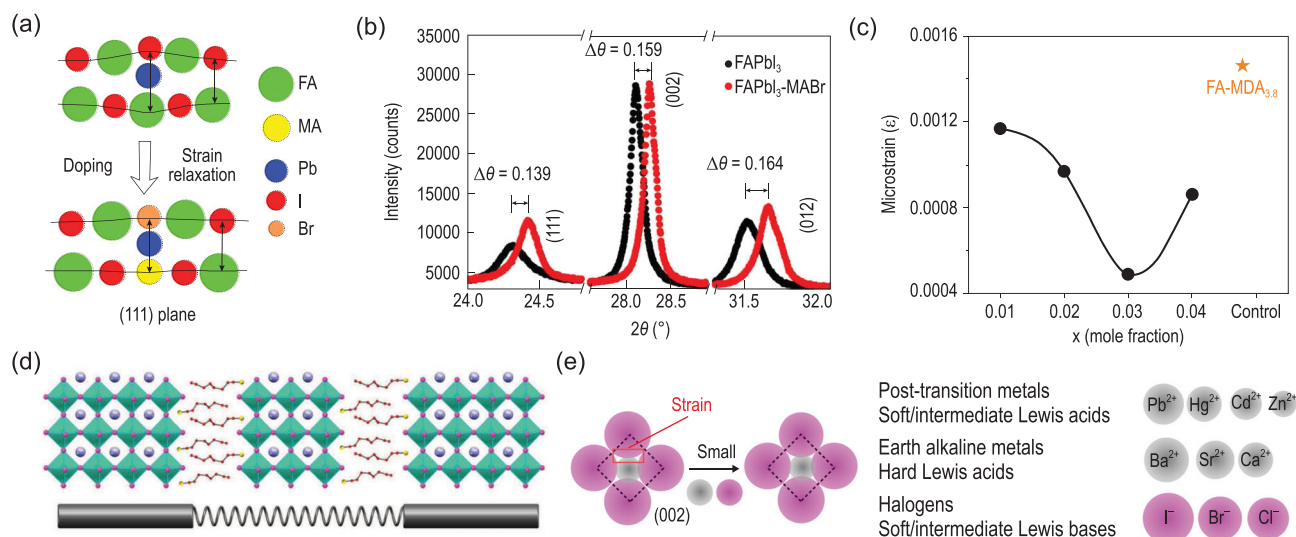 (a)
FA
MA
Pb
I
Br
Doping
Strain
relaxation
(111) plane
(b)
35000
30000
25000
20000
15000
10000
5000
Intensity (counts)
Δθ = 0.139
(111)
Δθ = 0.159
(002)
Δθ = 0.164
(012)
FAPbI₃
FAPbI₃-MABr
24.0
24.5
28.1
28.5
31.5
32.0
2θ (°)
(c)
0.0016
0.0012
0.0008
0.0004
Microstrain (ε)
FA-MDA₃.₈
0.01
0.02
0.03
0.04
Control
x (mole fraction)
(d)
(e)
Strain
Small
(002)
Post-transition metals
Soft/intermediate Lewis acids
Pb²⁺ Hg²⁺ Cd²⁺ Zn²⁺
Earth alkaline metals
Hard Lewis acids
Ba²⁺ Sr²⁺ Ca²⁺
Halogens
Soft/intermediate Lewis bases
I⁻ Br⁻ Cl⁻